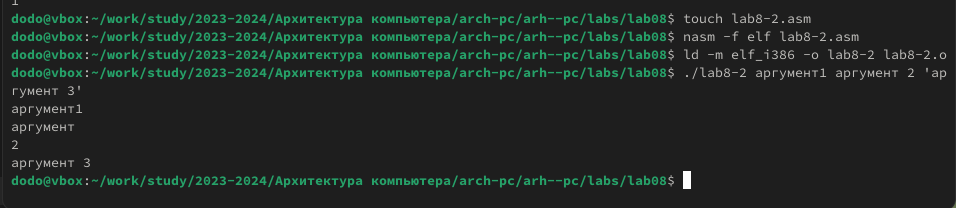 1
dodo@vbox:~/work/study/2023-2024/Архитектура компьютера/arch-pc/arh--pc/labs/lab08$ touch lab8-2.asm
dodo@vbox:~/work/study/2023-2024/Архитектура компьютера/arch-pc/arh--pc/labs/lab08$ nasm -f elf lab8-2.asm
dodo@vbox:~/work/study/2023-2024/Архитектура компьютера/arch-pc/arh--pc/labs/lab08$ ld -m elf_i386 -o lab8-2 lab8-2.o
dodo@vbox:~/work/study/2023-2024/Архитектура компьютера/arch-pc/arh--pc/labs/lab08$ ./lab8-2 аргумент1 аргумент 2 'ар
гумент 3'
аргумент1
аргумент
2
аргумент 3
dodo@vbox:~/work/study/2023-2024/Архитектура компьютера/arch-pc/arh--pc/labs/lab08$